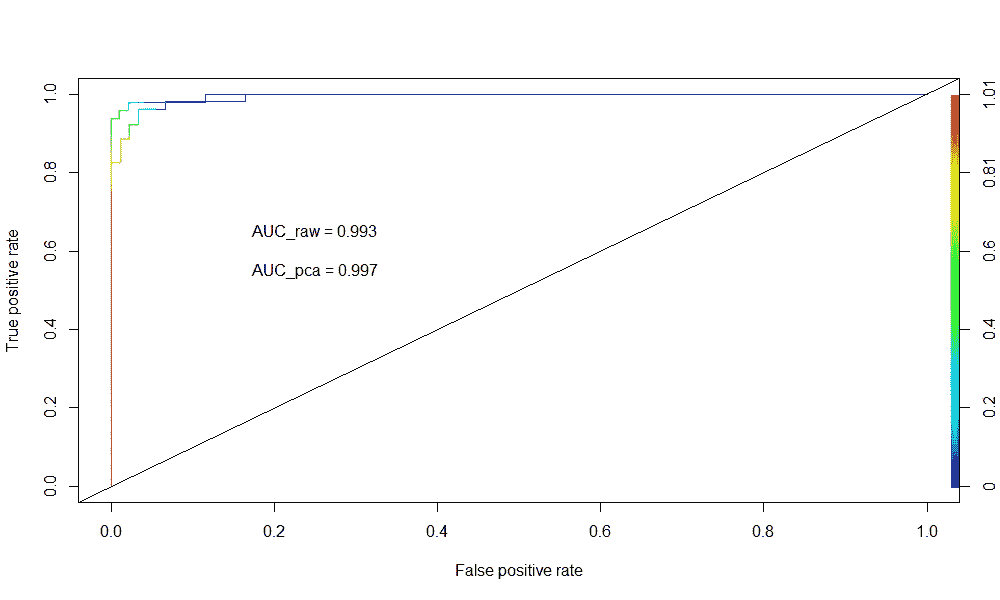 1.0
0.8
0.6
0.4
0.2
0.0
True positive rate
AUC_raw = 0.993
AUC_pca = 0.997
1.01
0.81
0.6
0.4
0.2
0
0.0 0.2 0.4 0.6 0.8 1.0
False positive rate